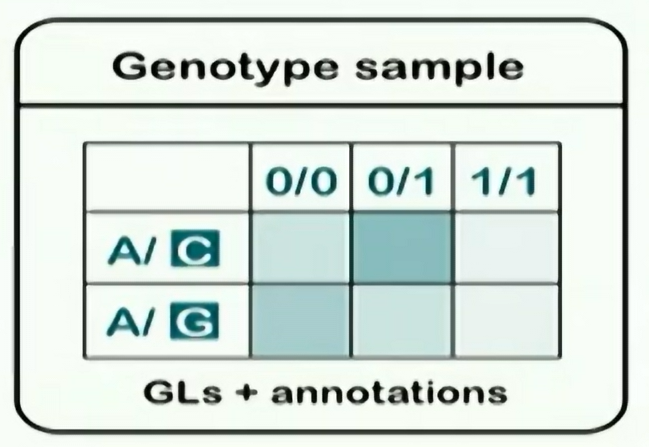 Genotype sample
0/0 0/1 1/1
A/ C
A/ G
GLs + annotations